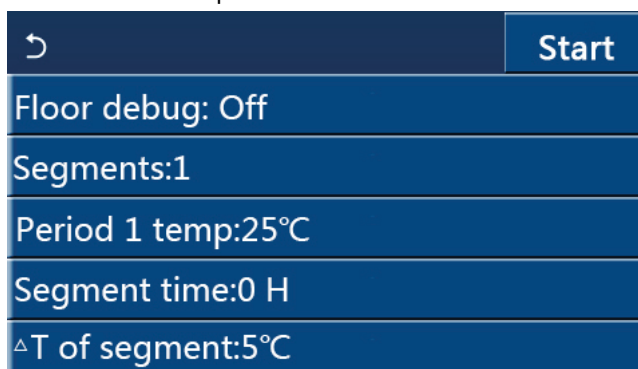 Start
Floor debug: Off
Segments:1
Period 1 temp:25℃
Segment time:0 H
△T of segment:5℃